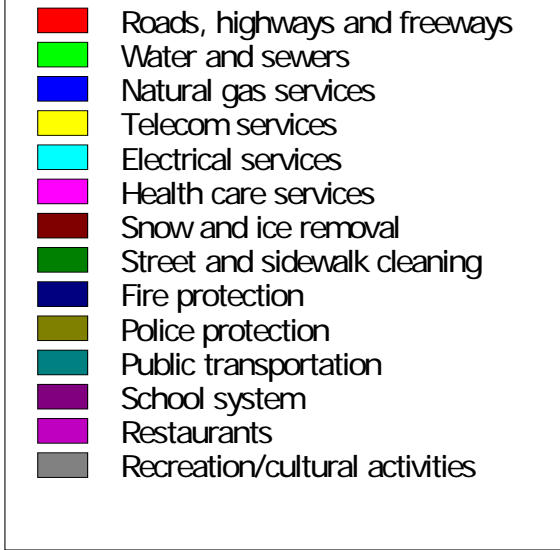 Roads, highways and freeways
Water and sewers
Natural gas services
Telecom services
Electrical services
Health care services
Snow and ice removal
Street and sidewalk cleaning
Fire protection
Police protection
Public transportation
School system
Restaurants
Recreation/cultural activities